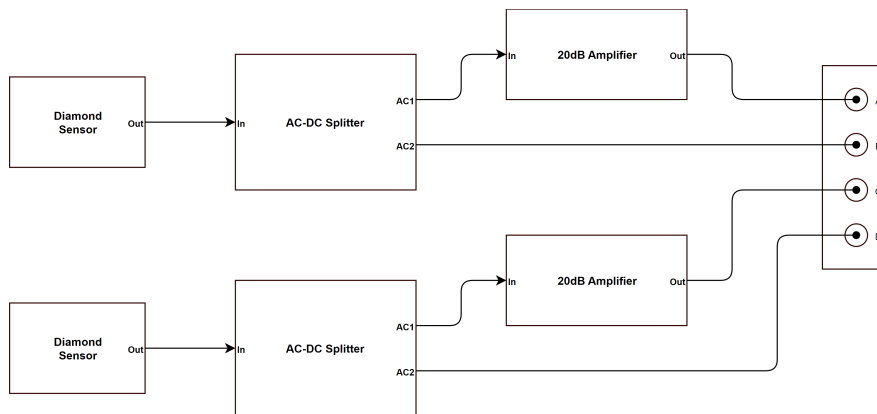 20dB Amplifier
In
Out
Diamond
Sensor
Out
In
AC-DC Splitter
AC1
AC2
20dB Amplifier
In
Out
Diamond
Sensor
Out
In
AC-DC Splitter
AC1
AC2